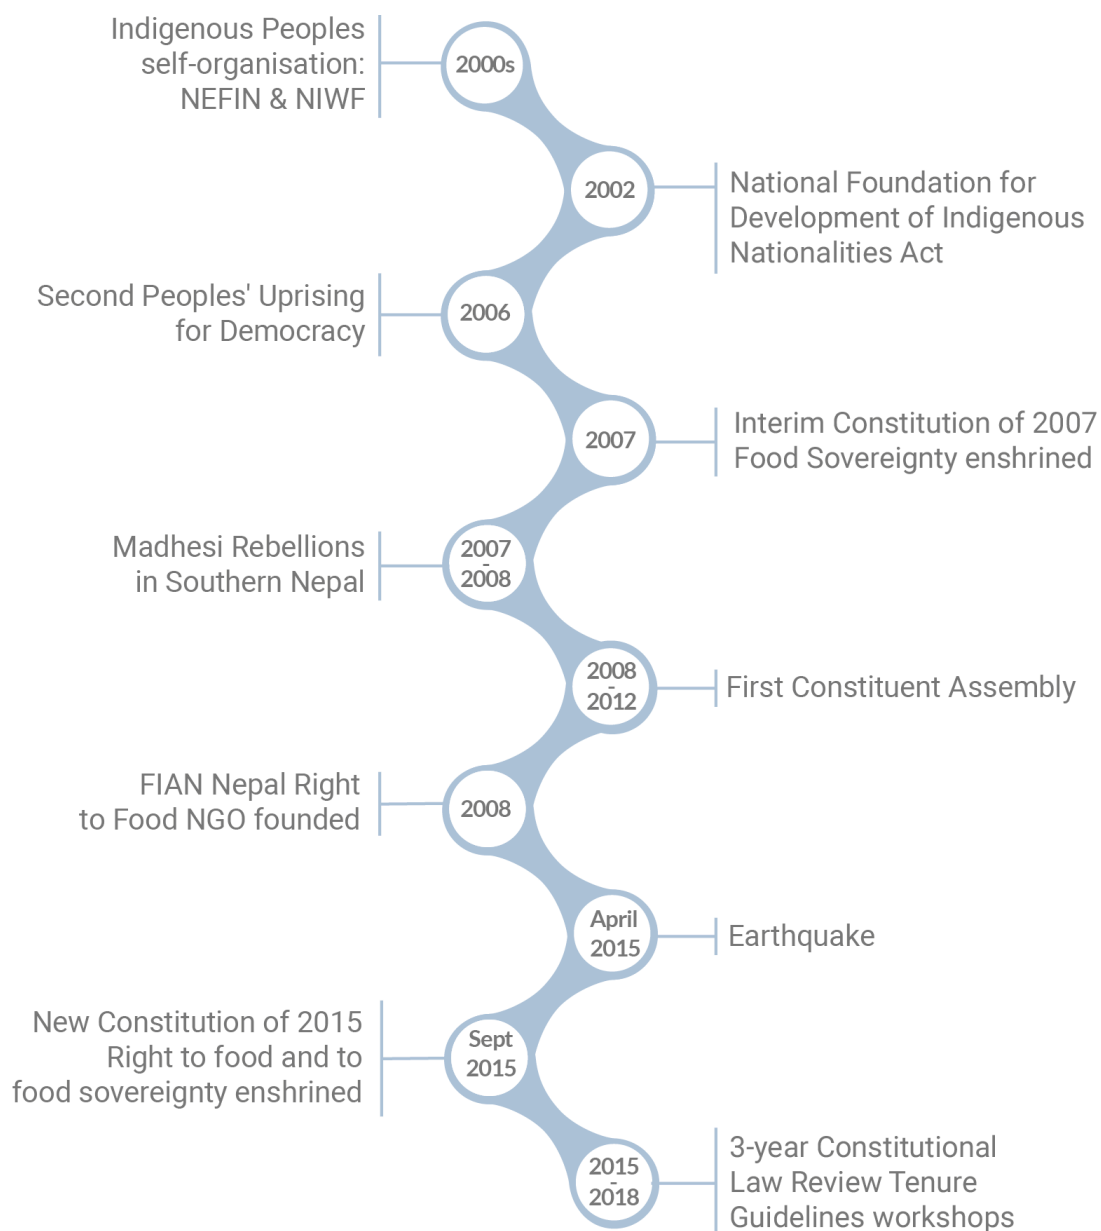 Indigenous Peoples
self-organisation:
NEFIN & NIWF
2000s
2002
National Foundation for
Development of Indigenous
Nationalities Act
Second Peoples' Uprising
for Democracy
2006
2007
Interim Constitution of 2007
Food Sovereignty enshrined
Madhesi Rebellions
in Southern Nepal
2007
-
2008
2008
-
2012
First Constituent Assembly
FIAN Nepal Right
to Food NGO founded
2008
April
2015
Earthquake
New Constitution of 2015
Right to food and to
food sovereignty enshrined
Sept
2015
2015
-
2018
3-year Constitutional
Law Review Tenure
Guidelines workshops